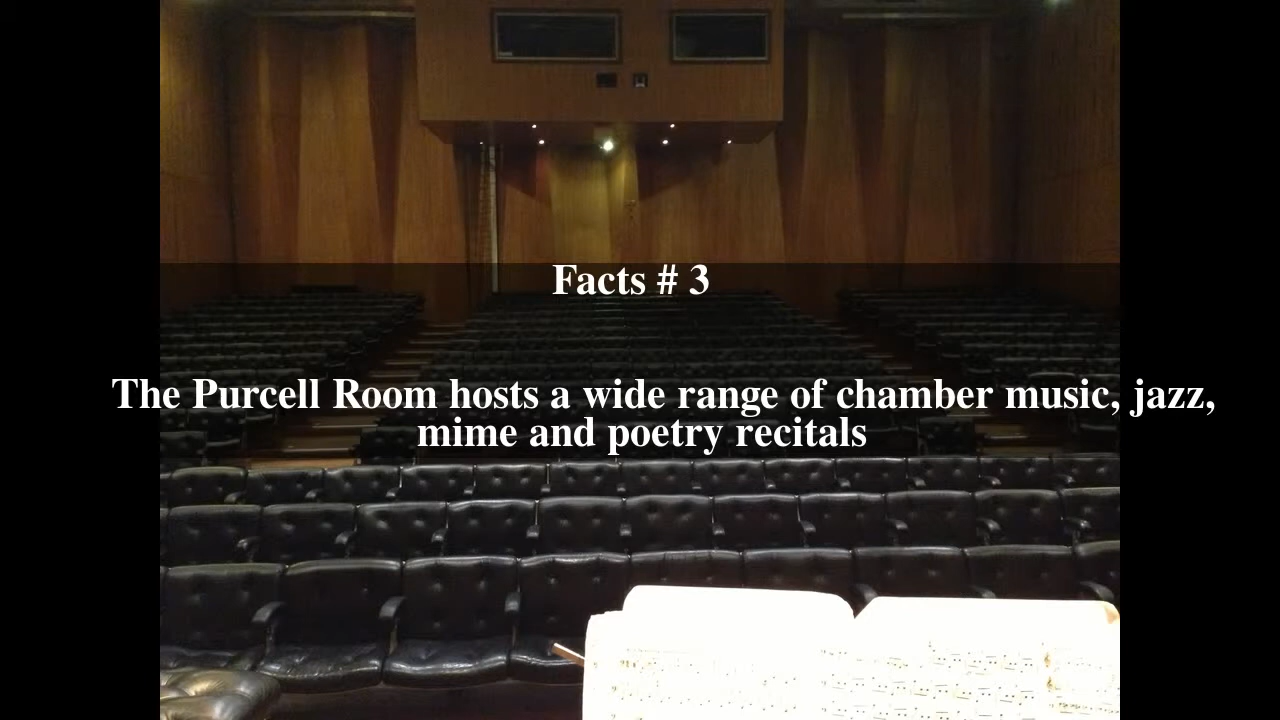 Facts # 3
The Purcell Room hosts a wide range of chamber music, jazz,
mime and poetry recitals